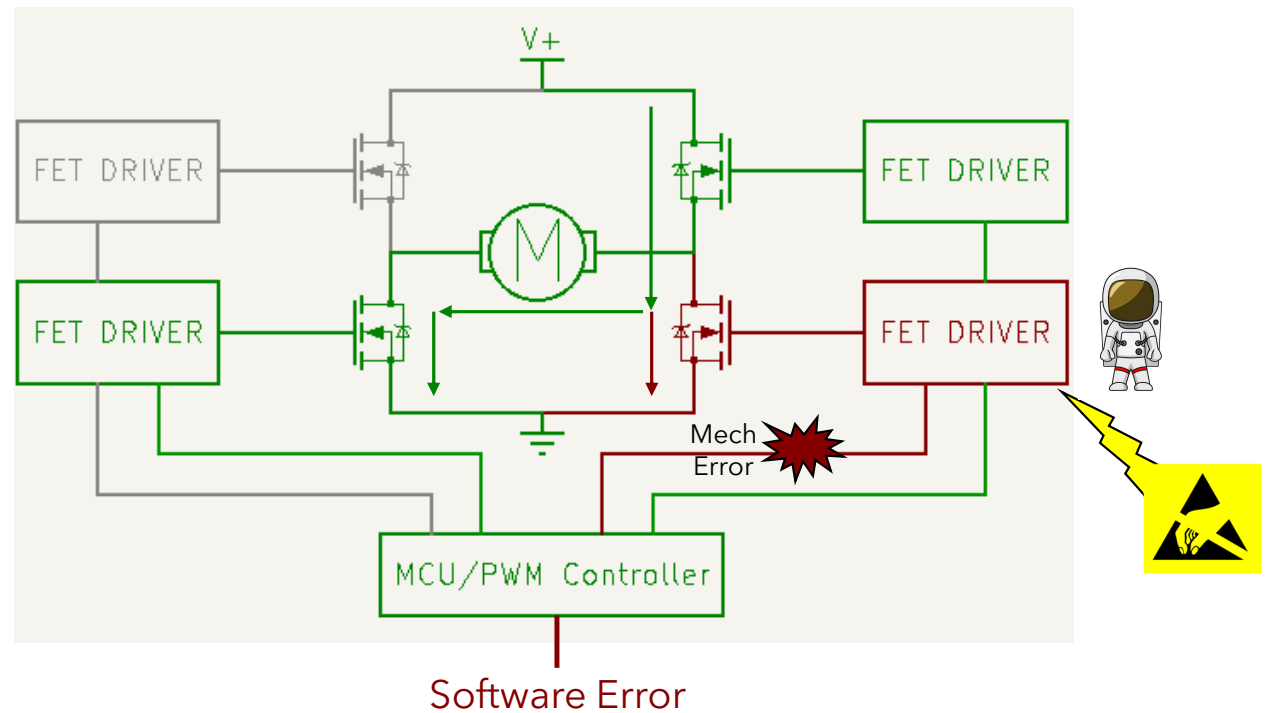 V+
FET DRIVER
FET DRIVER
M
FET DRIVER
FET DRIVER
Mech
Error
MCU/PWM Controller
Software Error